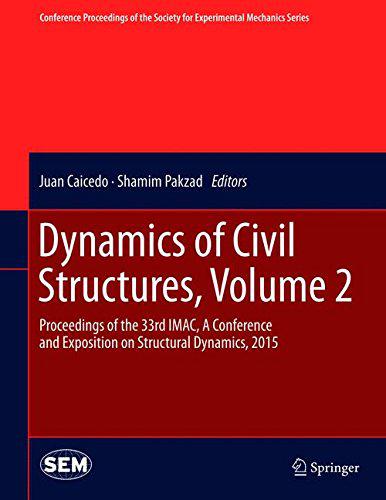 Conference Proceedings of the Society for Experimental Mechanics Series
Juan Caicedo · Shamim Pakzad Editors
Dynamics of Civil
Structures, Volume 2
Proceedings of the 33rd IMAC, A Conference
and Exposition on Structural Dynamics, 2015
SEM
Springer